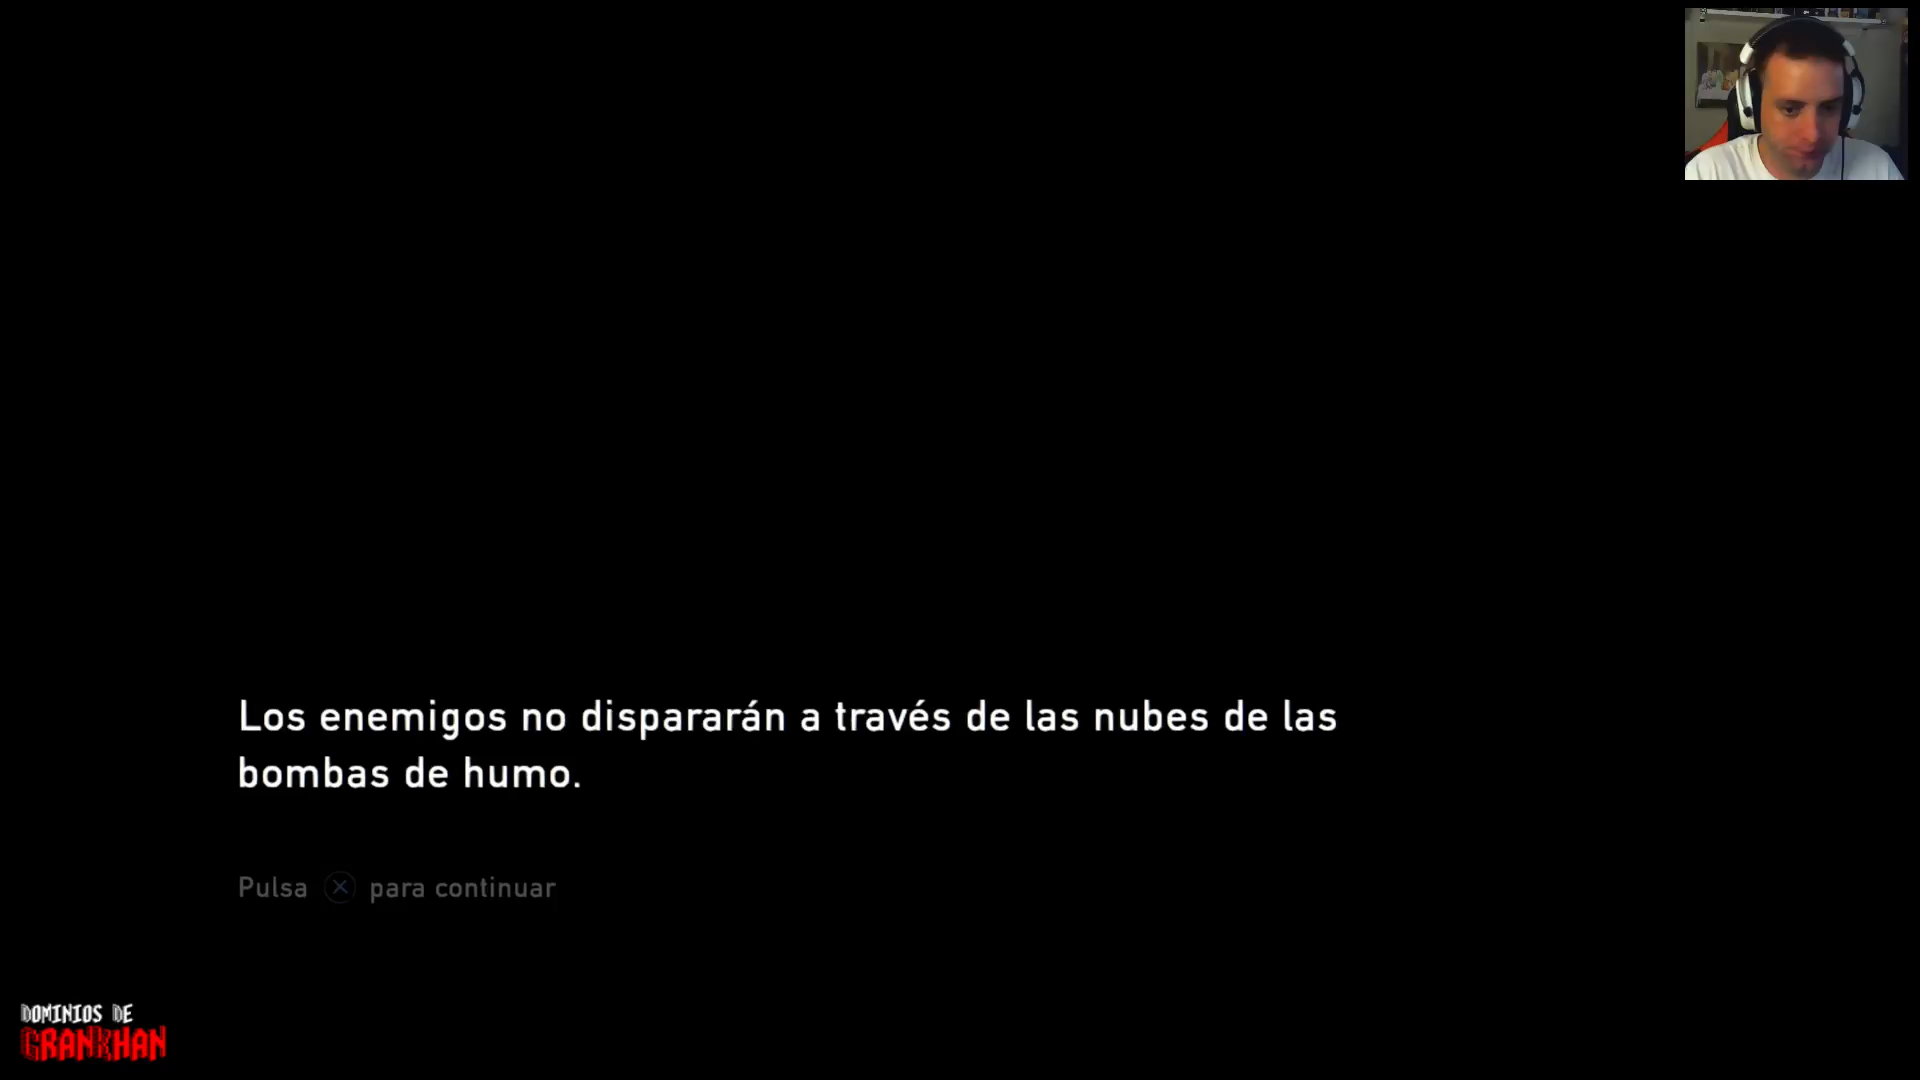 Los enemigos no dispararán a través de las nubes de las
bombas de humo.
Pulsa para continuar
DOMINIOS DE
GRANKHAN